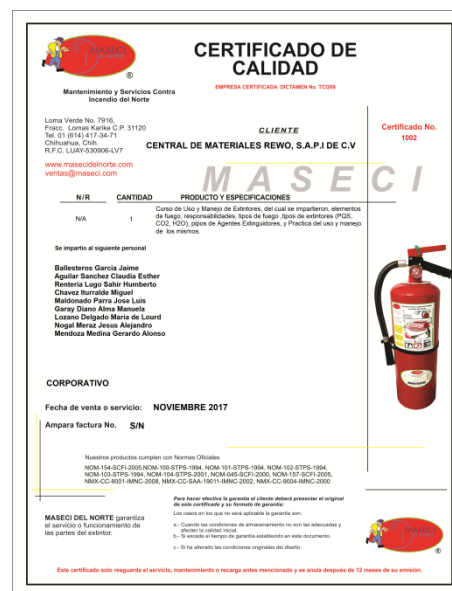 MASECI
DEL NORTE
®
Mantenimiento y Servicios Contra
Incendio del Norte
CERTIFICADO DE
CALIDAD
EMPRESA CERTIFICADA DICTAMEN No. TCO209
Loma Verde No. 7916,
Fracc. Lomas Karike C.P. 31120
Tel. 01 (614) 417-34-71
Chihuahua, Chih.
R.F.C. LUAY-530906-LV7
www.masecidelnorte.com
ventas@maseci.com
CLIENTE
CENTRAL DE MATERIALES REWO, S.A.P.I DE C.V
Certificado No.
1002
MASECI
N/R CANTIDAD PRODUCTO Y ESPECIFICACIONES
N/A 1 Curso de Uso y Manejo de Extintores, del cual se impartieron, elementos
de fuego, responsabilidades, tipos de fuego ,tipos de extintores (PQS,
CO2, H2O), pipos de Agentes Extinguidores, y Practica del uso y manejo
de los mismos.
Se impartio al siguiente personal
Ballesteros Garcia Jaime
Aguilar Sanchez Claudia Esther
Renteria Lugo Sahir Humberto
Chavez Iturralde Miguel
Maldonado Parra Jose Luis
Garay Diano Alma Manuela
Lozano Delgado Maria de Lourd
Nogal Meraz Jesus Alejandro
Mendoza Medina Gerardo Alonso
CORPORATIVO
Fecha de venta o servicio: NOVIEMBRE 2017
Ampara factura No. S/N
Nuestros productos cumplen con Normas Oficiales
NOM-154-SCFI-2005,NOM-100-STPS-1994, NOM-101-STPS-1994, NOM-102-STPS-1994,
NOM-103-STPS-1994, NOM-104-STPS-2001, NOM-045-SCFI-2000, NOM-157-SCFI-2005,
NMX-CC-9001-IMNC-2008, NMX-CC-SAA-19011-IMNC-2002, NMX-CC-9004-IMNC-2000
MASECI DEL NORTE garantiza
el servicio o funcionamiento de
las partes del extintor.
Para hacer efectiva la garantía el cliente deberá presentar el original
de este certificado y su formato de garantía:
Los casos en los que no será aplicable la garantía son:
a.- Cuando las condiciones de almacenamiento no son las adecuadas y
afecten la calidad inicial.
b.- Si excede el tiempo de garantía establecido en este documento.
c.- Si ha alterado las condiciones originales del diseño.
MASECI
DEL NORTE
®
Este certificado solo resguarda el servicio, mantenimiento o recarga antes mencionado y se anula después de 12 meses de su emisión.